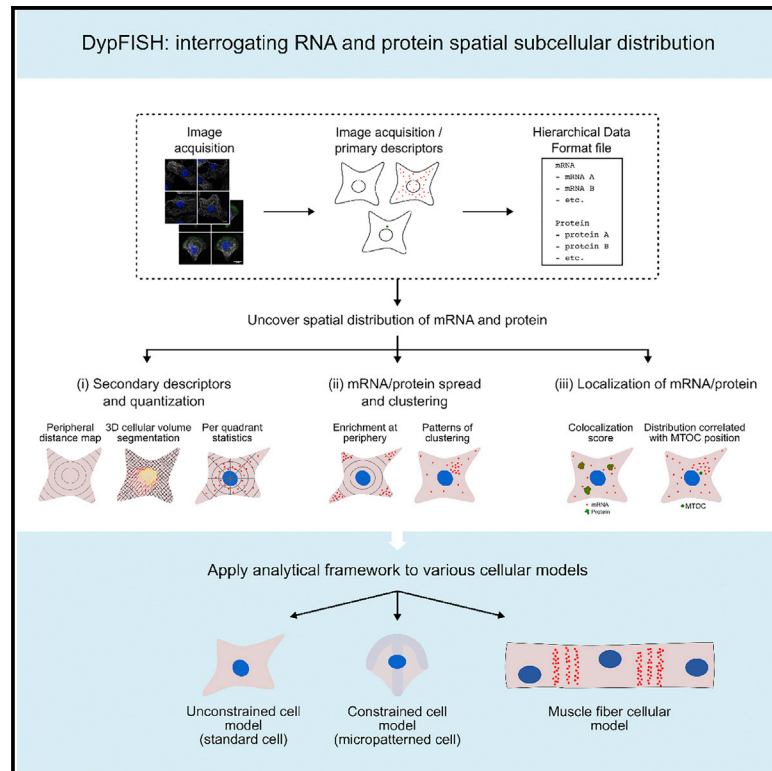 DypFISH: interrogating RNA and protein spatial subcellular distribution
Image
acquisition
Image acquisition /
primary descriptors
Hierarchical Data
Format file
mRNA
- mRNA A
- mRNA B
- etc.
Protein
- protein A
- protein B
- etc.
Uncover spatial distribution of mRNA and protein
(i) Secondary descriptors
and quantization
(ii) mRNA/protein spread
and clustering
(iii) Localization of mRNA/protein
Peripheral
distance map
3D cellular volume
segmentation
Per quadrant
statistics
Enrichment at
periphery
Patterns of
clustering
Colocalization
score
Distribution correlated
with MTOC position
mRNA
Protein
MTOC
Apply analytical framework to various cellular models
Unconstrained cell
model
(standard cell)
Constrained cell
model
(micropatterned cell)
Muscle fiber cellular
model